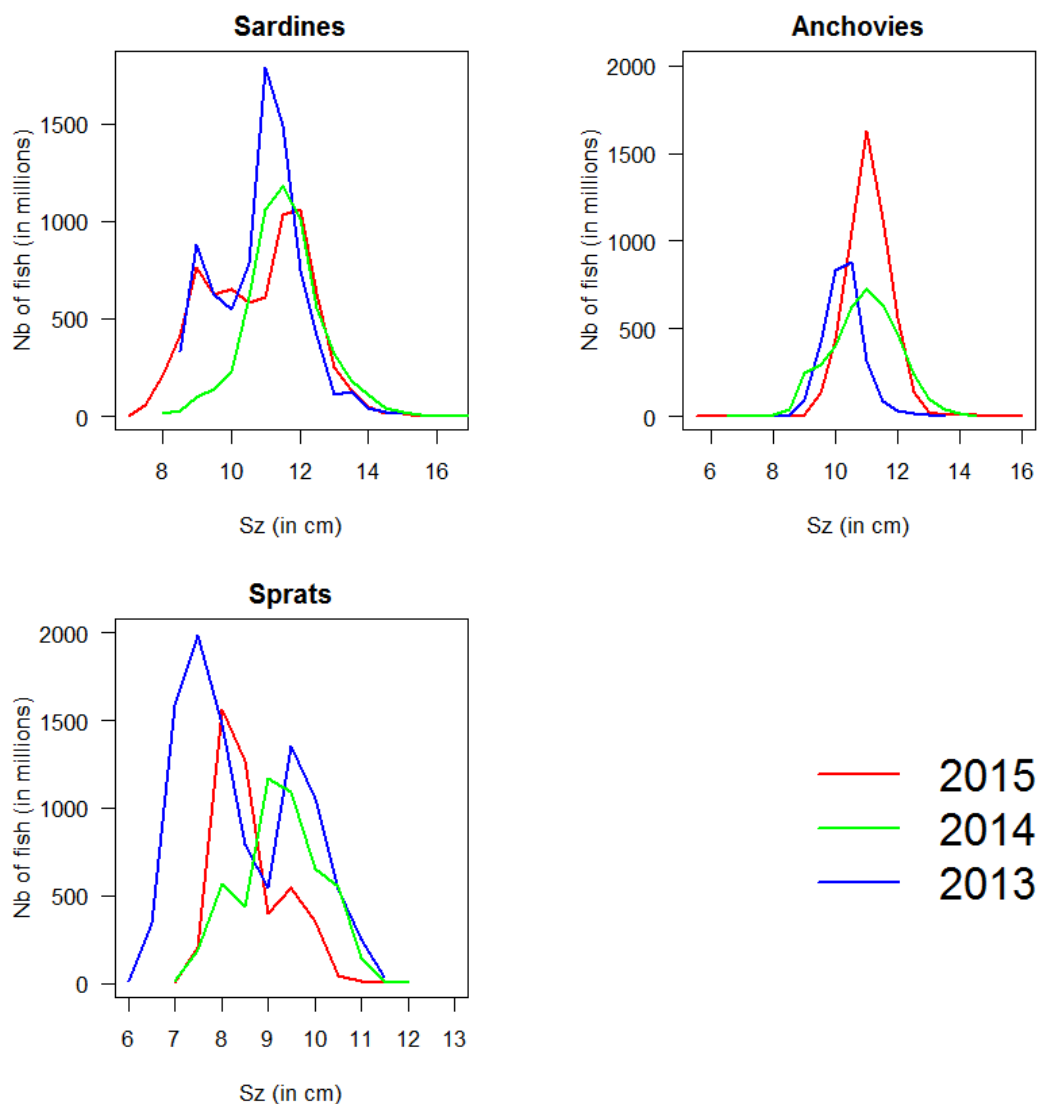 Sardines
Nb of fish (in millions)
1500
1000
500
0
8 10 12 14 16
Sz (in cm)
Anchovies
Nb of fish (in millions)
2000
1500
1000
500
0
6 8 10 12 14 16
Sz (in cm)
Sprats
Nb of fish (in millions)
2000
1500
1000
500
0
6 7 8 9 10 11 12 13
Sz (in cm)
2015
2014
2013